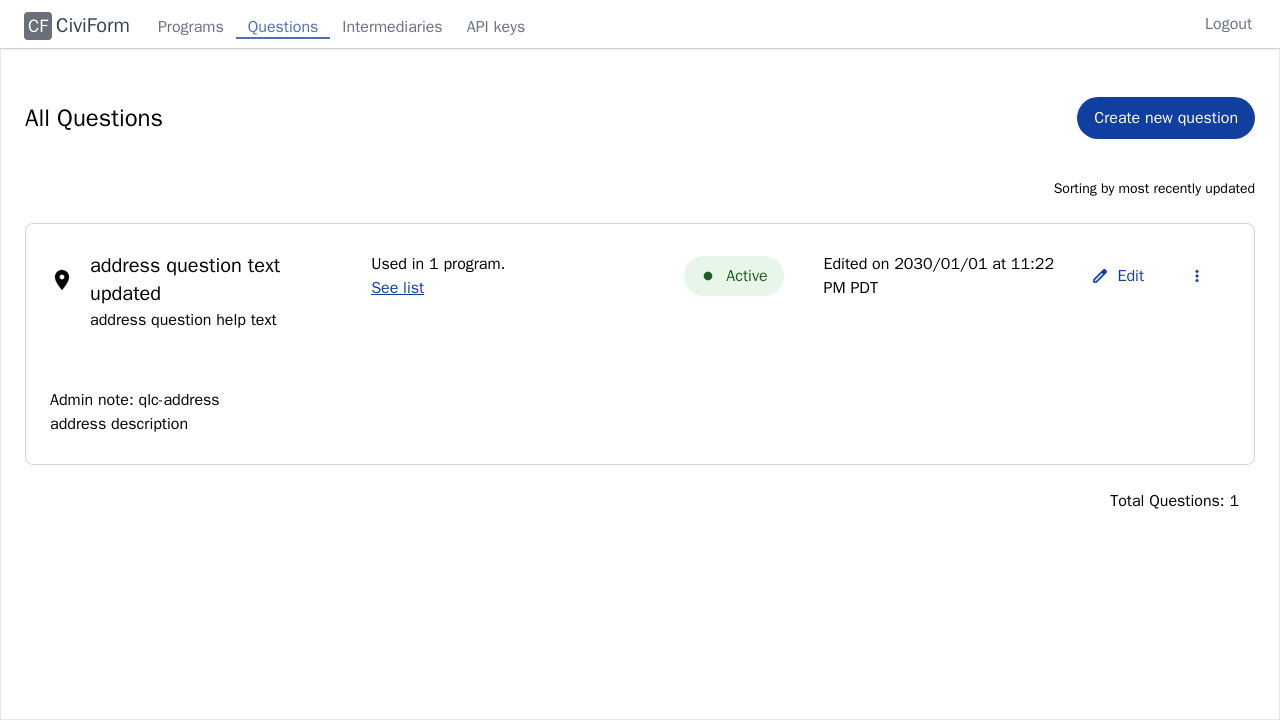 CF CiviForm Programs Questions Intermediaries API keys Logout
All Questions Create new question
Sorting by most recently updated
address question text
updated
address question help text
Used in 1 program.
See list
Active
Edited on 2030/01/01 at 11:22
PM PDT
Edit
Admin note: qlc-address
address description
Total Questions: 1